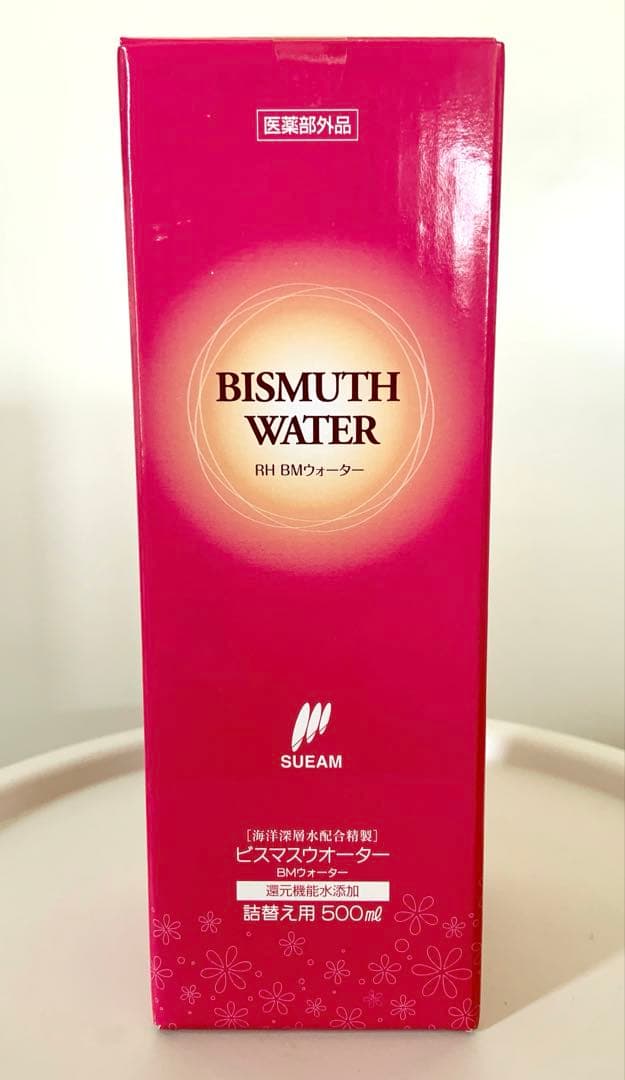 医薬部外品
BISMUTH
WATER
RH BMウォーター
SUEAM
[海洋深層水配合精製]
ビスマスウオーター
BMウォーター
還元機能水添加
詰替え用 500mℓ